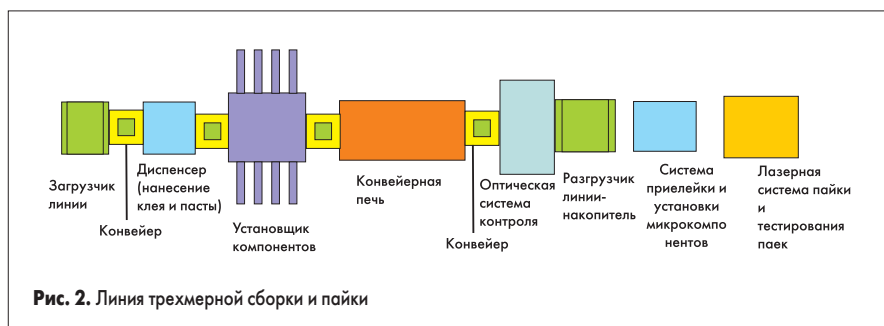 Загрузчик
линии
Конвейер
Диспенсер
(нанесение
клея и пасты)
Установщик
компонентов
Конвейерная
печь
Конвейер
Оптическая
система
контроля
Разгрузчик
линии-
накопитель
Система
приелейки и
установки
микрокомпо
нентов
Лазерная
система пайки
и
тестирования
паек
Рис. 2. Линия трехмерной сборки и пайки